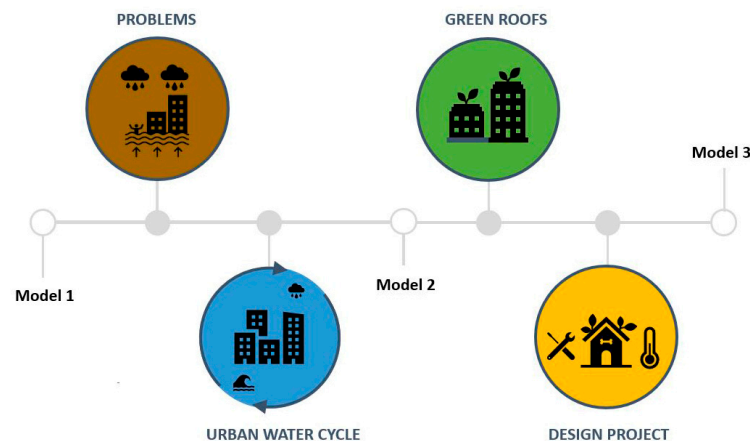 PROBLEMS
GREEN ROOFS
Model 3
Model 1
Model 2
URBAN WATER CYCLE
DESIGN PROJECT